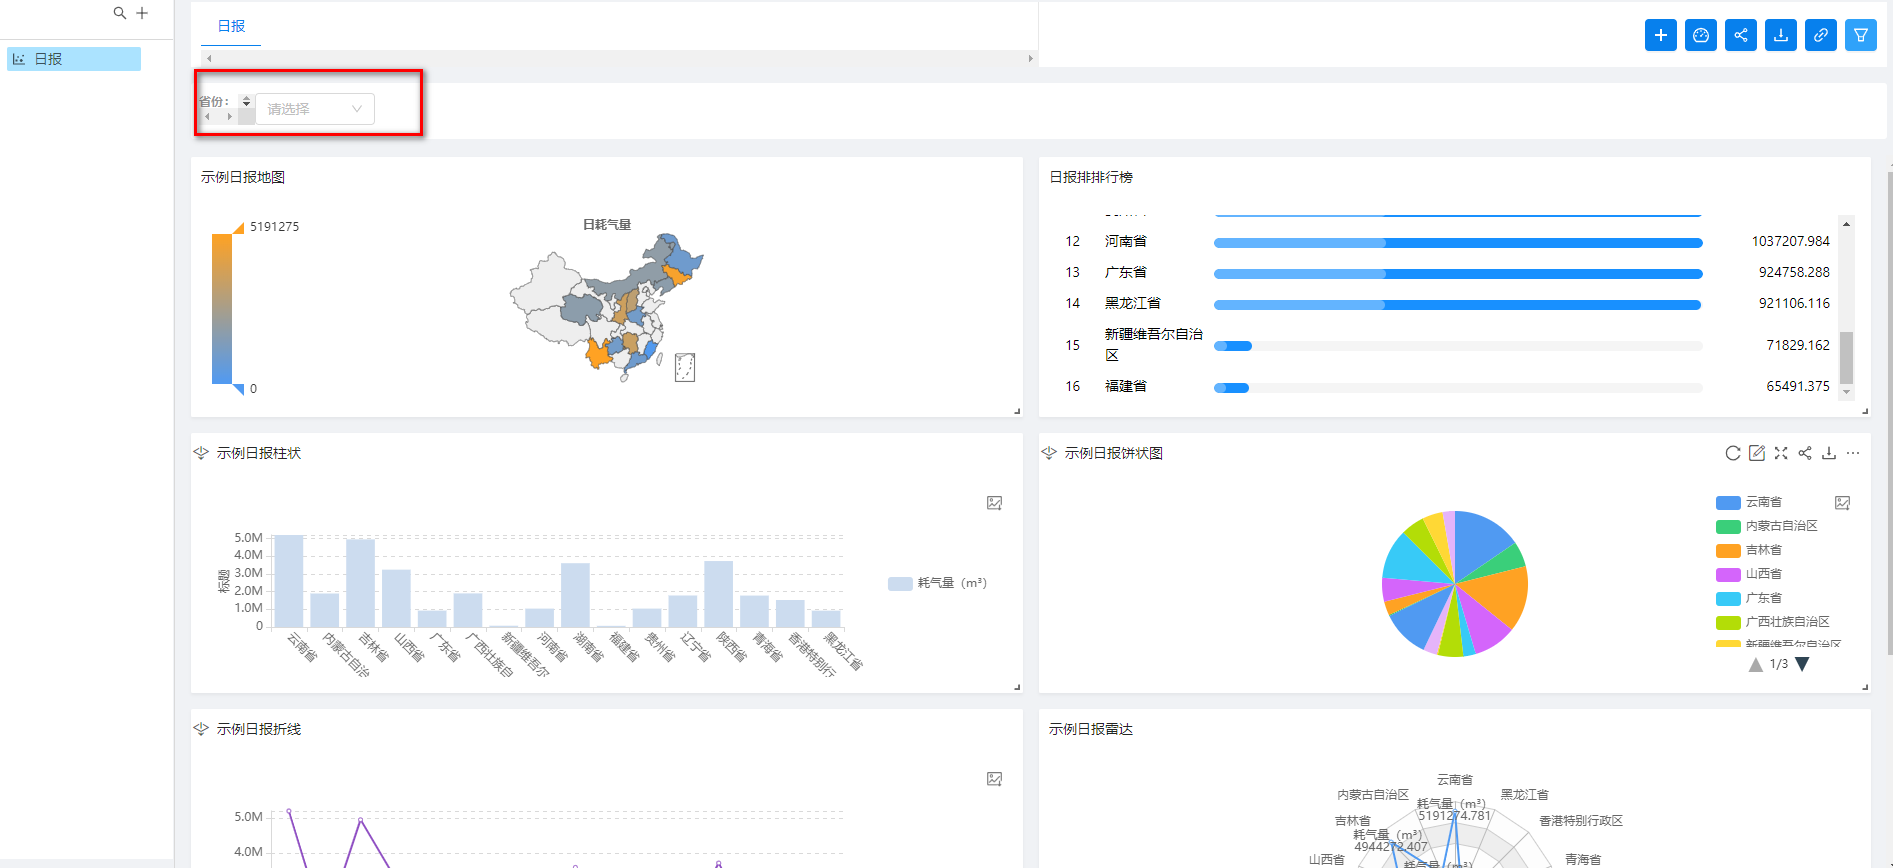 日报
日报
省份：
请选择
示例日报地图
5191275
0
日耗气量
日报排排行榜
12 河南省 1037207.984
13 广东省 924758.288
14 黑龙江省 921106.116
15 新疆维吾尔自治区 71829.162
16 福建省 65491.375
示例日报柱状
标题
5.0M
4.0M
3.0M
2.0M
1.0M
0
云南省
内蒙古自治
吉林省
山西省
广东省
广西壮族自
新疆维吾尔
河南省
湖南省
福建省
贵州省
辽宁省
陕西省
青海省
香港特别行
黑龙江省
耗气量（m³）
示例日报饼状图
云南省
内蒙古自治区
吉林省
山西省
广东省
广西壮族自治区
新疆维吾尔自治区
1/3
示例日报折线
5.0M
4.0M
示例日报雷达
云南省
内蒙古自治区
黑龙江省
耗气量（m³）
5191274.781
吉林省
香港特别行政区
耗气量（m³）
4944272.407
山西省
青海省
耗气量（m³）